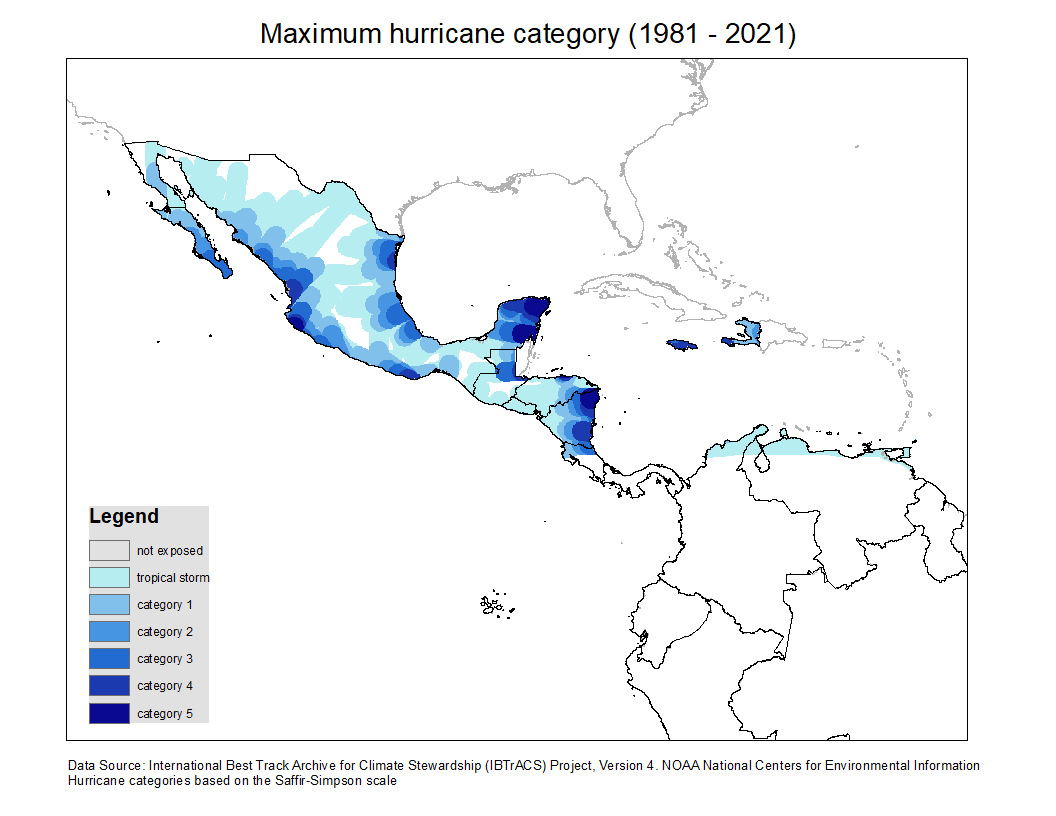 Maximum hurricane category (1981 - 2021)
Legend
not exposed
tropical storm
category 1
category 2
category 3
category 4
category 5
Data Source: International Best Track Archive for Climate Stewardship (IBTrACS) Project, Version 4. NOAA National Centers for Environmental Information
Hurricane categories based on the Saffir-Simpson scale